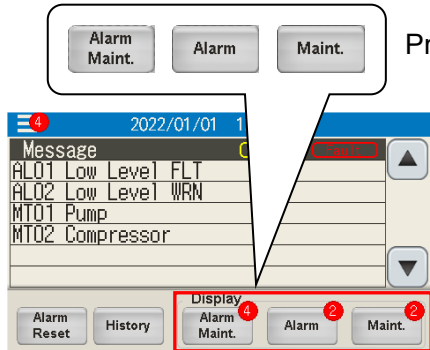 Alarm Maint.
Alarm
Maint.
Pr
4
2022/01/01 1
Message
AL01 Low Level FLT
AL02 Low Level WRN
MT01 Pump
MT02 Compressor
Display
Alarm Reset
History
Alarm Maint. 4
Alarm 2
Maint. 2